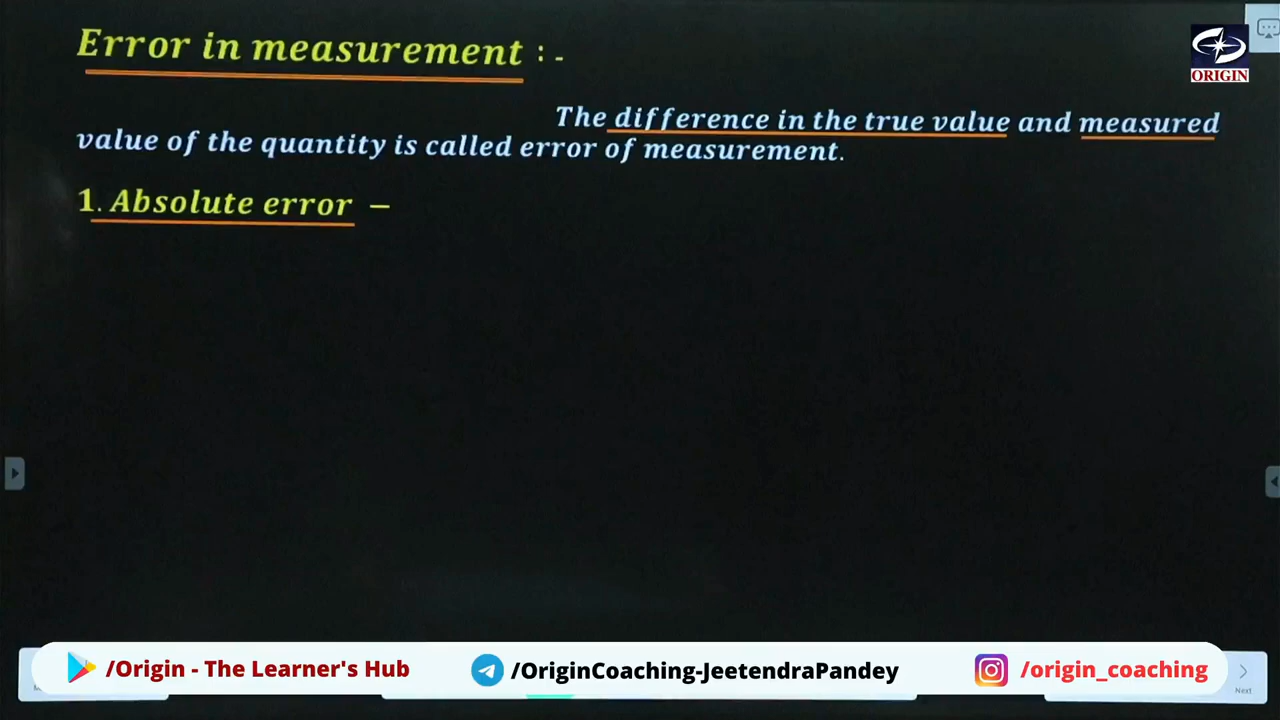 Error in measurement : -
ORIGIN
The difference in the true value and measured
value of the quantity is called error of measurement.
1. Absolute error –
/Origin - The Learner's Hub
/OriginCoaching-JeetendraPandey
/origin_coaching
Next